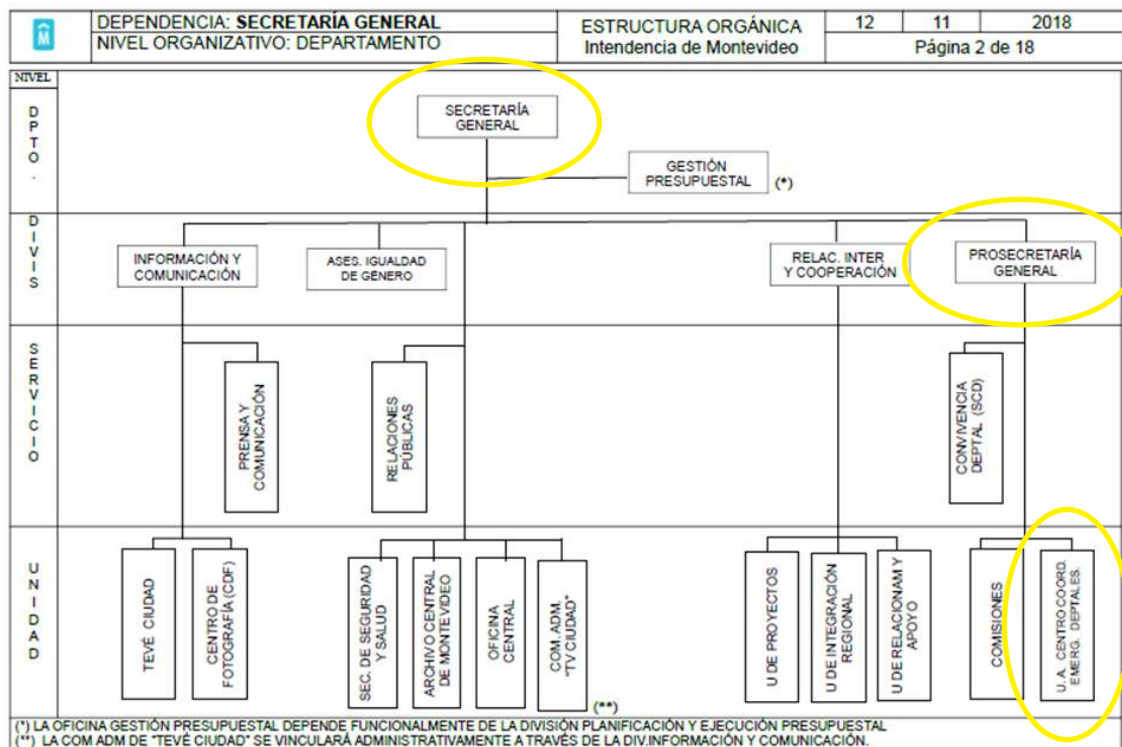 DEPENDENCIA: SECRETARÍA GENERAL
NIVEL ORGANIZATIVO: DEPARTAMENTO
ESTRUCTURA ORGÁNICA
Intendencia de Montevideo
12 11 2018
Página 2 de 18
M
NIVEL
DPTO.
SECRETARÍA
GENERAL
GESTIÓN
PRESUPUESTAL (*)
DIVIS
INFORMACIÓN Y
COMUNICACIÓN
ASES. IGUALDAD
DE GÉNERO
RELAC. INTER
Y COOPERACIÓN
PROSECRETARÍA
GENERAL
SERVICIO
PRENSA Y
COMUNICACIÓN
RELACIONES
PÚBLICAS
CONVIVENCIA
DEPTAL (SCD)
UNIDAD
TEVÉ CIUDAD
CENTRO DE
FOTOGRAFÍA (CDF)
SEC. DE SEGURIDAD
Y SALUD
ARCHIVO CENTRAL
DE MONTEVIDEO
OFICINA
CENTRAL
COM. ADM.
"TV CIUDAD"
(**)
U DE PROYECTOS
U DE INTEGRACIÓN
REGIONAL
U DE RELACIONAM Y
APOYO
COMISIONES
U.A. CENTRO COORD.
EMERG. DEPTALES.
(*) LA OFICINA GESTIÓN PRESUPUESTAL DEPENDE FUNCIONALMENTE DE LA DIVISIÓN PLANIFICACIÓN Y EJECUCIÓN PRESUPUESTAL
(**) LA COM ADM DE "TEVÉ CIUDAD" SE VINCULARÁ ADMINISTRATIVAMENTE A TRAVÉS DE LA DIV.INFORMACIÓN Y COMUNICACIÓN.